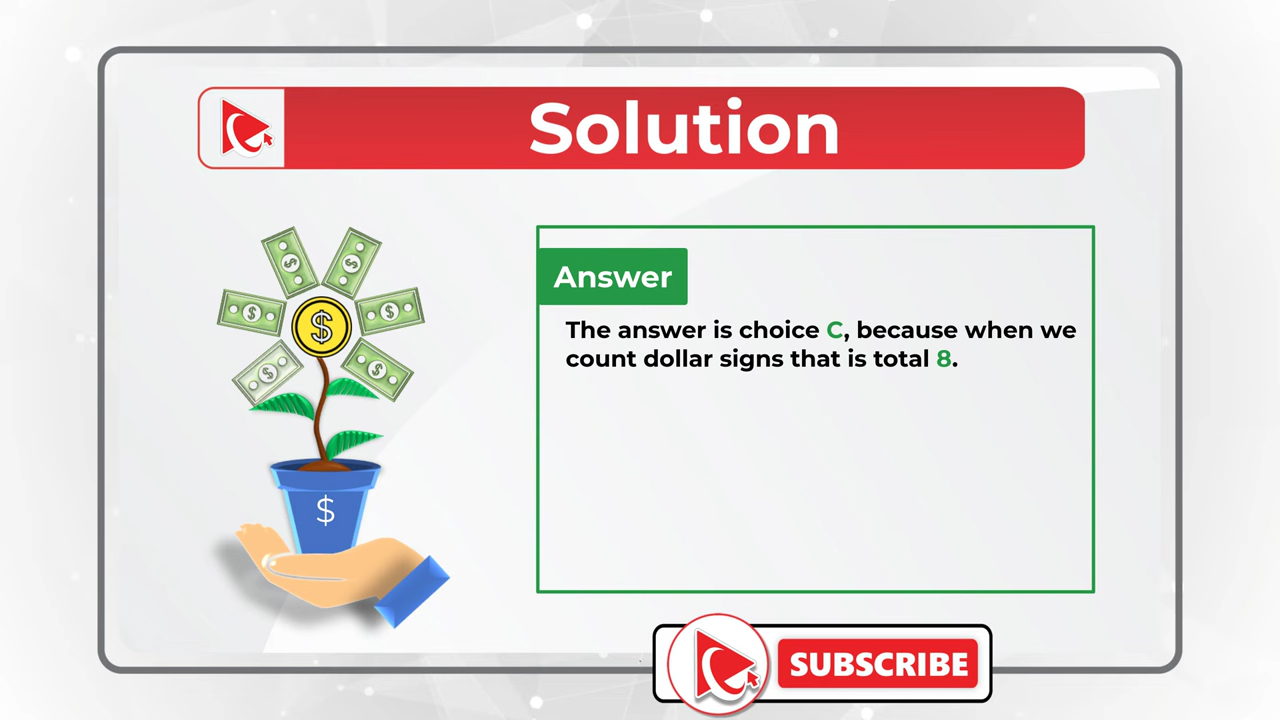 Solution
Answer
The answer is choice C, because when we
count dollar signs that is total 8.
$
$
$
$
$
$
$
$
SUBSCRIBE